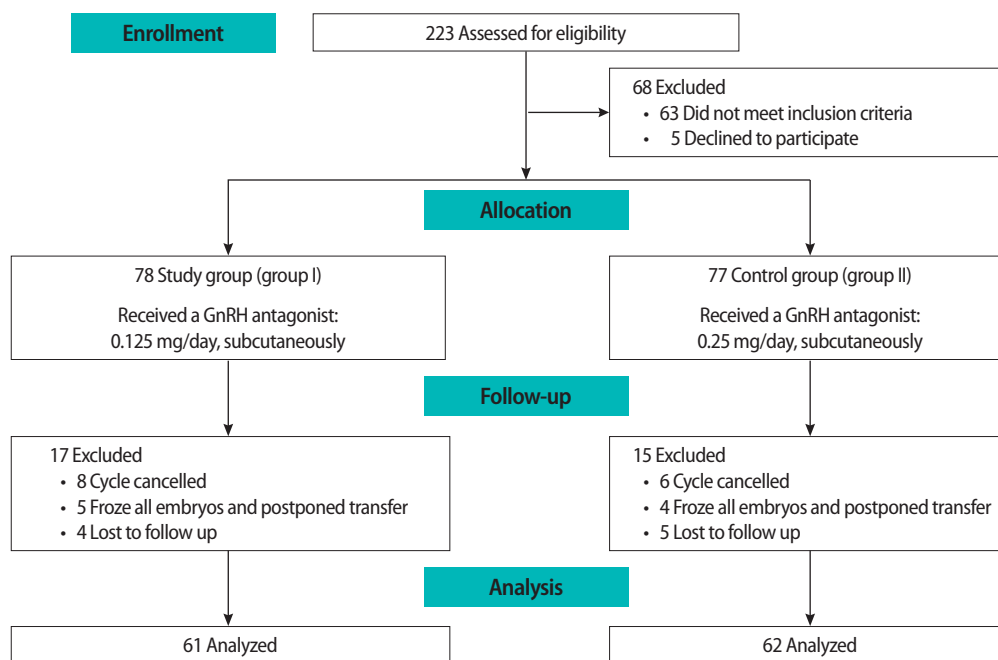 Enrollment
223 Assessed for eligibility
68 Excluded
• 63 Did not meet inclusion criteria
• 5 Declined to participate
Allocation
78 Study group (group I)
Received a GnRH antagonist:
0.125 mg/day, subcutaneously
77 Control group (group II)
Received a GnRH antagonist:
0.25 mg/day, subcutaneously
Follow-up
17 Excluded
• 8 Cycle cancelled
• 5 Froze all embryos and postponed transfer
• 4 Lost to follow up
15 Excluded
• 6 Cycle cancelled
• 4 Froze all embryos and postponed transfer
• 5 Lost to follow up
Analysis
61 Analyzed
62 Analyzed